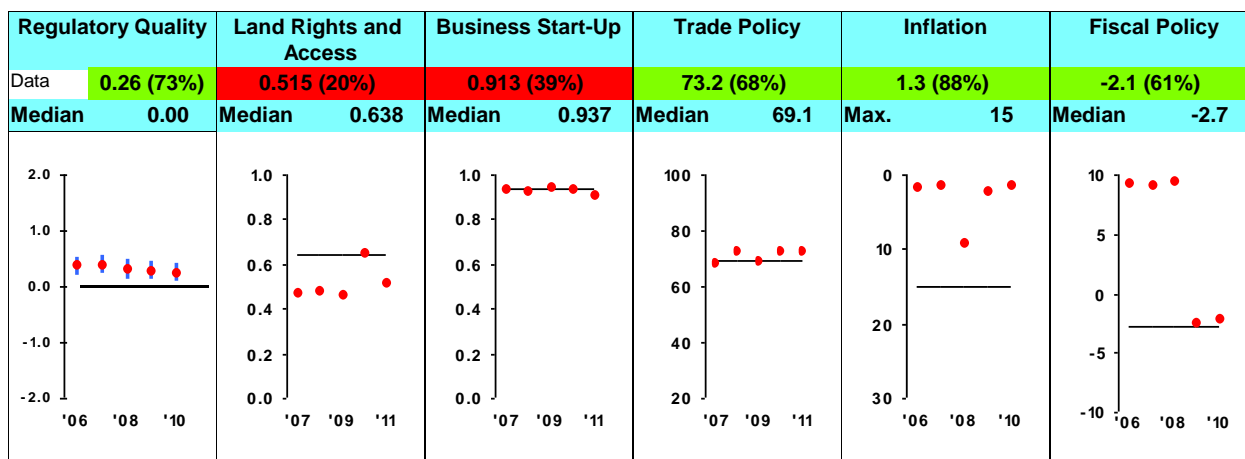 Regulatory Quality
Data 0.26 (73%)
Median 0.00
2.0
1.0
0.0
-1.0
-2.0
'06 '08 '10
Land Rights and
Access
0.515 (20%)
Median 0.638
1.0
0.8
0.6
0.4
0.2
0.0
'07 '09 '11
Business Start-Up
0.913 (39%)
Median 0.937
1.0
0.8
0.6
0.4
0.2
0.0
'07 '09 '11
Trade Policy
73.2 (68%)
Median 69.1
100
80
60
40
20
'07 '09 '11
Inflation
1.3 (88%)
Max. 15
0
10
20
30
'06 '08 '10
Fiscal Policy
-2.1 (61%)
Median -2.7
10
5
0
-5
-10
'06 '08 '10